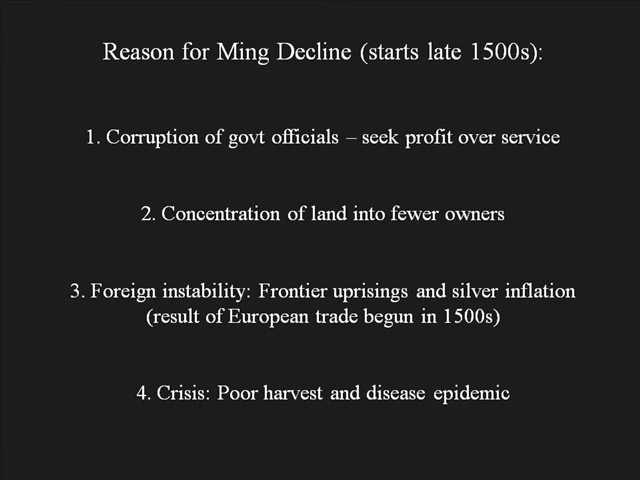 Reason for Ming Decline (starts late 1500s):
1. Corruption of govt officials – seek profit over service
2. Concentration of land into fewer owners
3. Foreign instability: Frontier uprisings and silver inflation
(result of European trade begun in 1500s)
4. Crisis: Poor harvest and disease epidemic